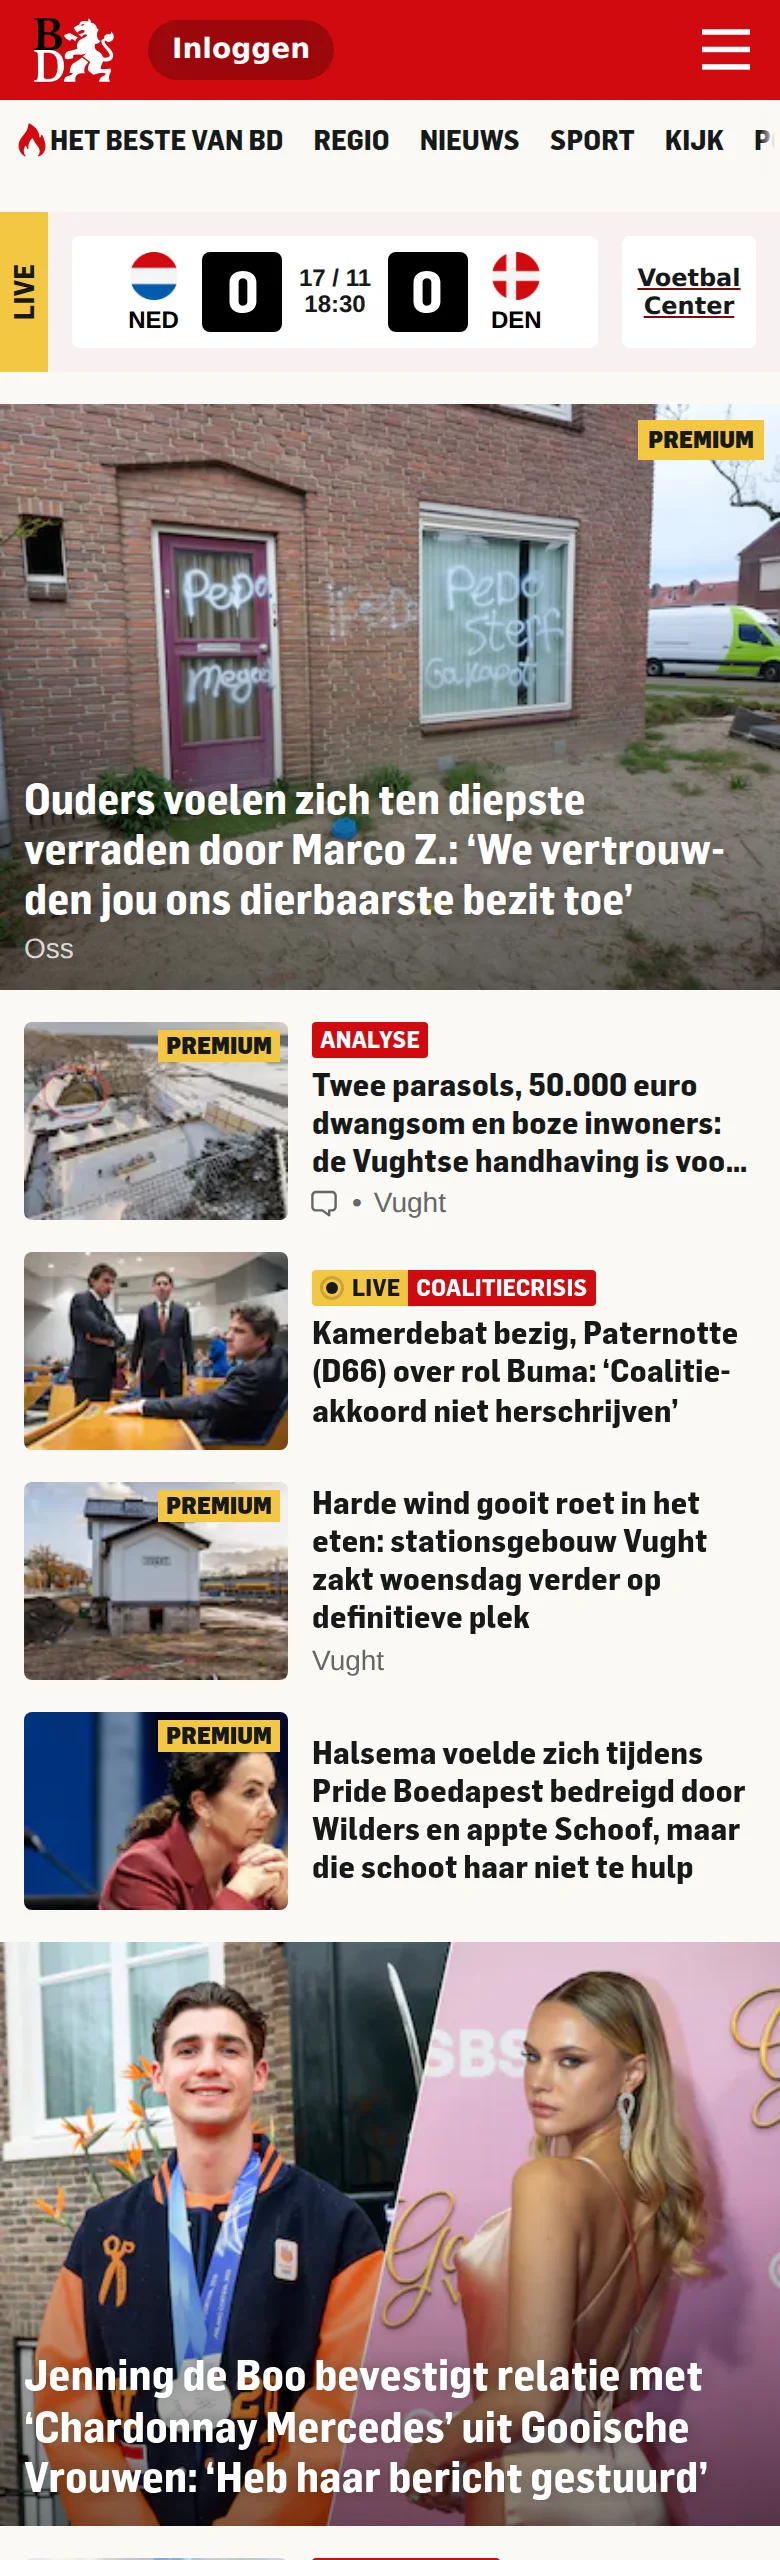 BD
Inloggen
HET BESTE VAN BD REGIO NIEUWS SPORT KIJK
LIVE
NED 0 17 / 11 18:30 0 DEN
Voetbal
Center
PREMIUM
Pedo
Pedo
Sterf
Ouders voelen zich ten diepste
verraden door Marco Z.: ‘We vertrouw-
den jou ons dierbaarste bezit toe’
Oss
PREMIUM
ANALYSE
Twee parasols, 50.000 euro
dwangsom en boze inwoners:
de Vughtse handhaving is voo...
• Vught
LIVE COALITIECRISIS
Kamerdebat bezig, Paternotte
(D66) over rol Buma: ‘Coalitie-
akkoord niet herschrijven’
PREMIUM
Harde wind gooit roet in het
eten: stationsgebouw Vught
zakt woensdag verder op
definitieve plek
Vught
PREMIUM
Halsema voelde zich tijdens
Pride Boedapest bedreigd door
Wilders en appte Schoof, maar
die schoot haar niet te hulp
SBS
Jenning de Boo bevestigt relatie met
‘Chardonnay Mercedes’ uit Gooische
Vrouwen: ‘Heb haar bericht gestuurd’